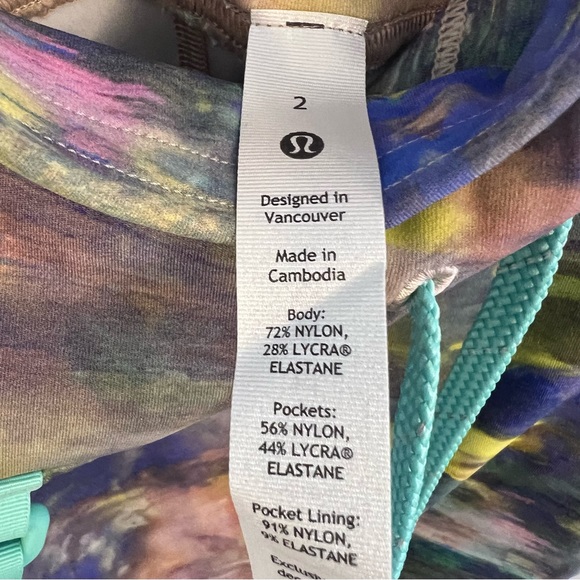 2
Designed in
Vancouver
Made in
Cambodia
Body:
72% NYLON,
28% LYCRA®
ELASTANE
Pockets:
56% NYLON,
44% LYCRA®
ELASTANE
Pocket Lining:
91% NYLON,
9% ELASTANE